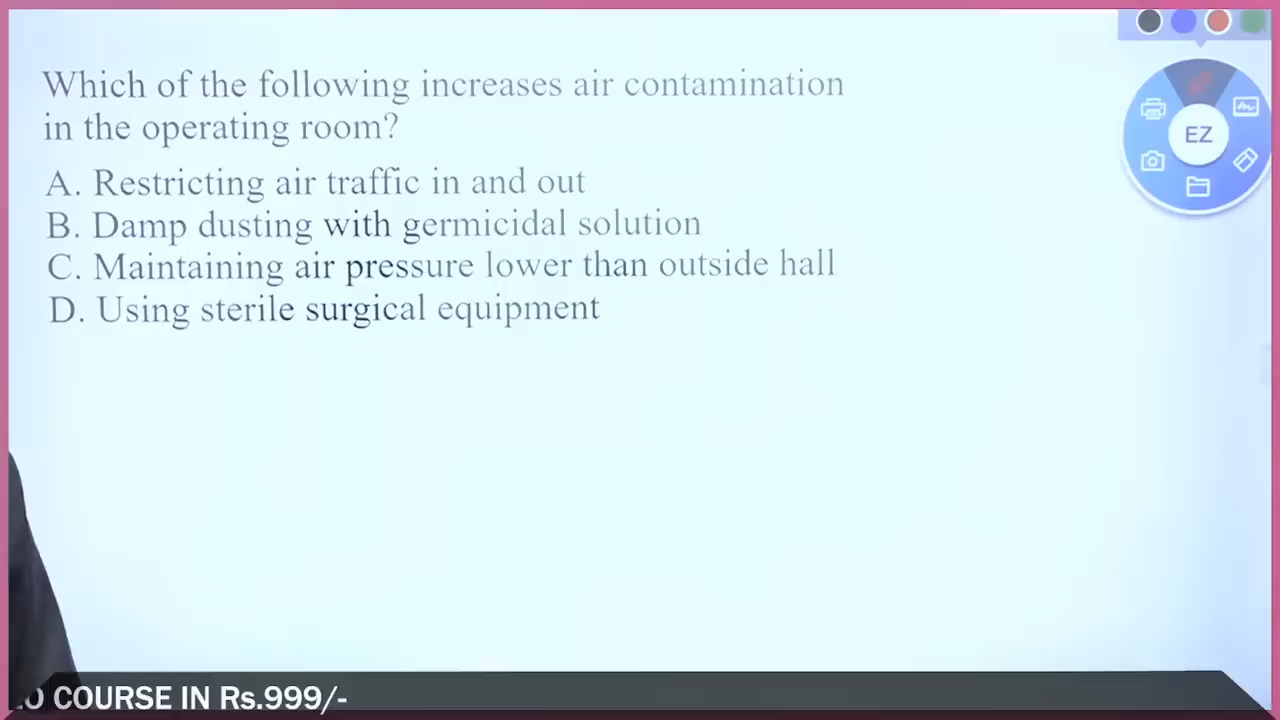 Which of the following increases air contamination
in the operating room?
A. Restricting air traffic in and out
B. Damp dusting with germicidal solution
C. Maintaining air pressure lower than outside hall
D. Using sterile surgical equipment
EZ
COURSE IN Rs.999/-